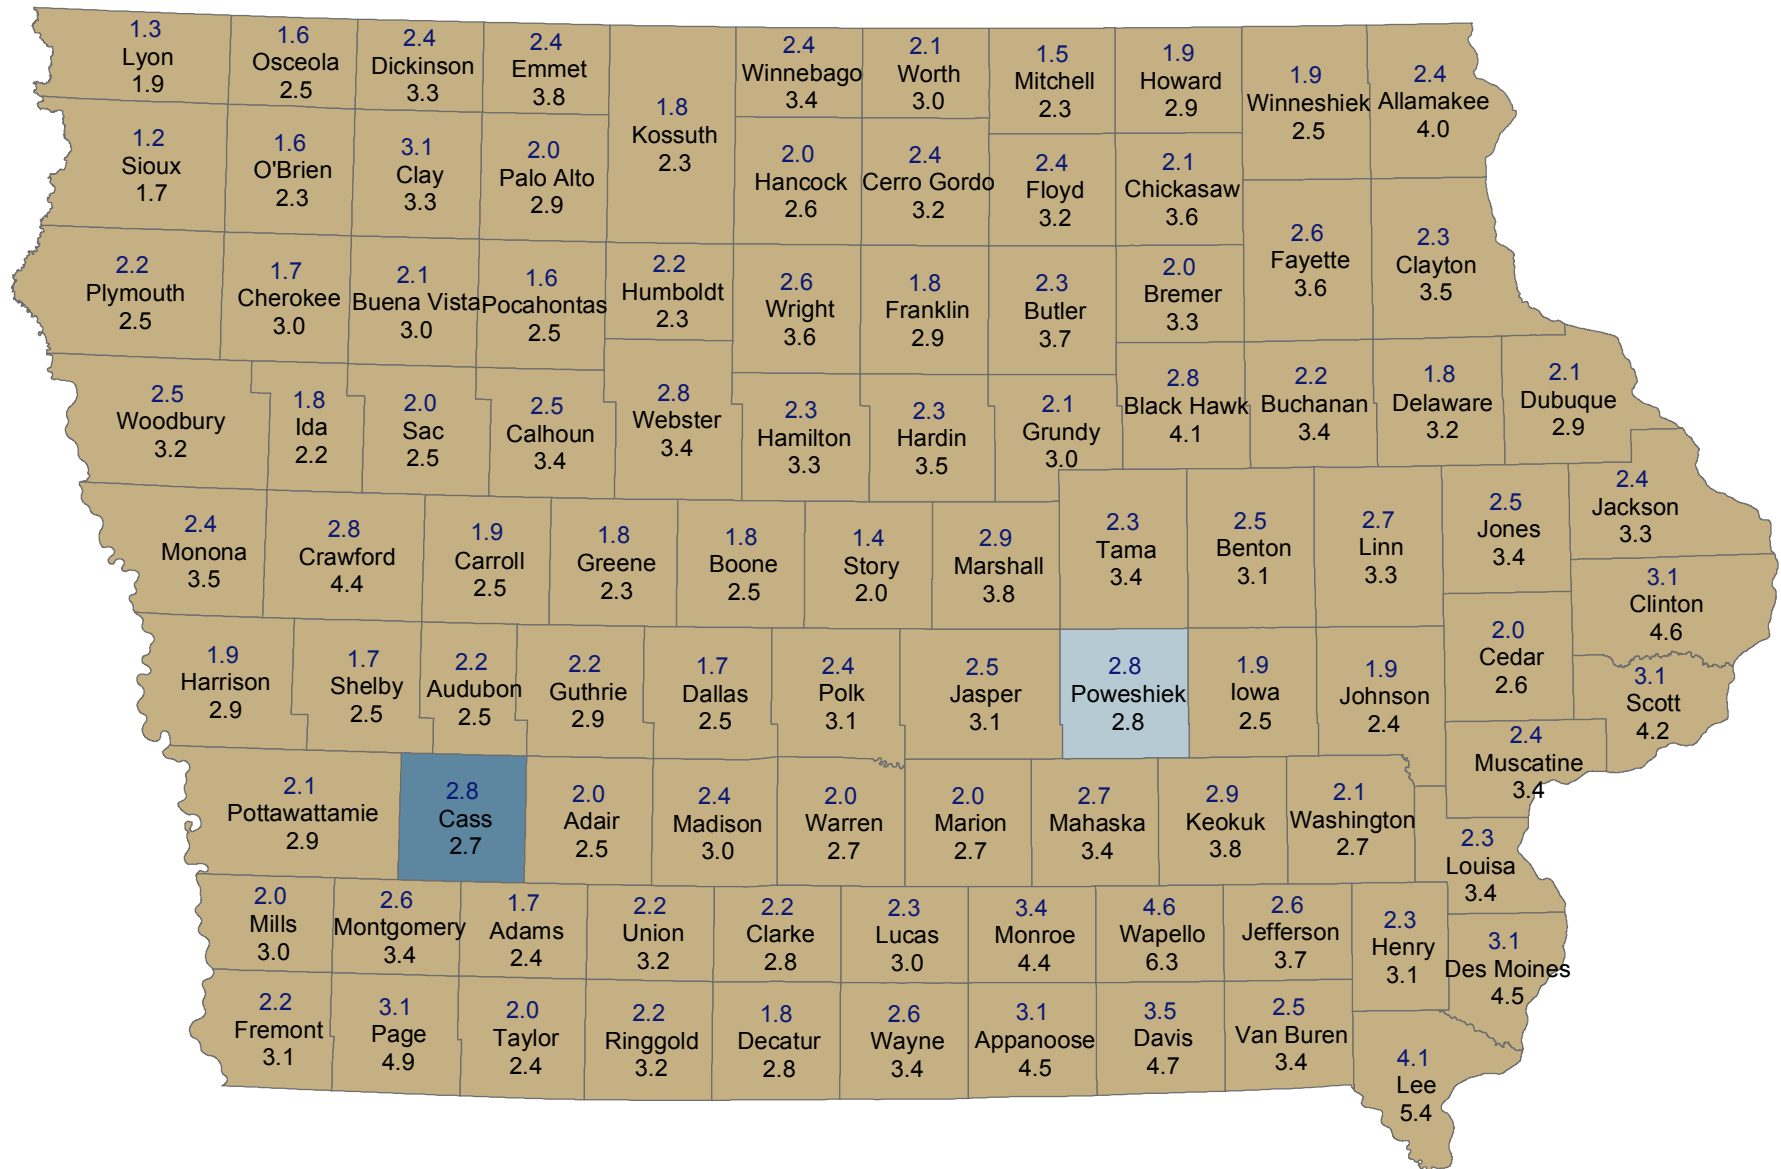 1.3
Lyon
1.9
1.6
Osceola
2.5
2.4
Dickinson
3.3
2.4
Emmet
3.8
1.8
Kossuth
2.3
2.4
Winnebago
3.4
2.1
Worth
3.0
1.5
Mitchell
2.3
1.9
Howard
2.9
1.9
Winneshiek
2.5
2.4
Allamakee
4.0
1.2
Sioux
1.7
1.6
O'Brien
2.3
3.1
Clay
3.3
2.0
Palo Alto
2.9
2.0
Hancock
2.6
2.4
Cerro Gordo
3.2
2.4
Floyd
3.2
2.1
Chickasaw
3.6
2.6
Fayette
3.6
2.3
Clayton
3.5
2.2
Plymouth
2.5
1.7
Cherokee
3.0
2.1
Buena Vista
3.0
1.6
Pocahontas
2.5
2.2
Humboldt
2.3
2.6
Wright
3.6
1.8
Franklin
2.9
2.3
Butler
3.7
2.0
Bremer
3.3
2.5
Woodbury
3.2
1.8
Ida
2.2
2.0
Sac
2.5
2.5
Calhoun
3.4
2.8
Webster
3.4
2.3
Hamilton
3.3
2.3
Hardin
3.5
2.1
Grundy
3.0
2.8
Black Hawk
4.1
2.2
Buchanan
3.4
1.8
Delaware
3.2
2.1
Dubuque
2.9
2.4
Monona
3.5
2.8
Crawford
4.4
1.9
Carroll
2.5
1.8
Greene
2.3
1.8
Boone
2.5
1.4
Story
2.0
2.9
Marshall
3.8
2.3
Tama
3.4
2.5
Benton
3.1
2.7
Linn
3.3
2.5
Jones
3.4
2.4
Jackson
3.3
3.1
Clinton
4.6
1.9
Harrison
2.9
1.7
Shelby
2.5
2.2
Audubon
2.5
2.2
Guthrie
2.9
1.7
Dallas
2.5
2.4
Polk
3.1
2.5
Jasper
3.1
2.8
Poweshiek
2.8
1.9
Iowa
2.5
1.9
Johnson
2.4
2.0
Cedar
2.6
3.1
Scott
4.2
2.4
Muscatine
3.4
2.1
Pottawattamie
2.9
2.8
Cass
2.7
2.0
Adair
2.5
2.4
Madison
3.0
2.0
Warren
2.7
2.0
Marion
2.7
2.7
Mahaska
3.4
2.9
Keokuk
3.8
2.1
Washington
2.7
2.3
Louisa
3.4
2.0
Mills
3.0
2.6
Montgomery
3.4
1.7
Adams
2.4
2.2
Union
3.2
2.2
Clarke
2.8
2.3
Lucas
3.0
3.4
Monroe
4.4
4.6
Wapello
6.3
2.6
Jefferson
3.7
2.3
Henry
3.1
3.1
Des Moines
4.5
2.2
Fremont
3.1
3.1
Page
4.9
2.0
Taylor
2.4
2.2
Ringgold
3.2
1.8
Decatur
2.8
2.6
Wayne
3.4
3.1
Appanoose
4.5
3.5
Davis
4.7
2.5
Van Buren
3.4
4.1
Lee
5.4